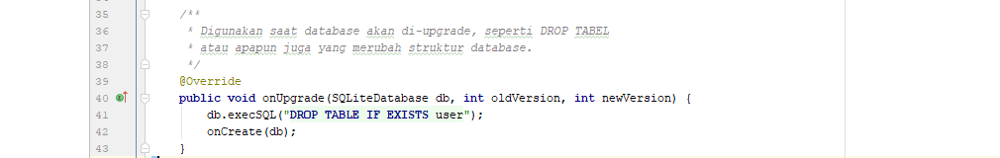 35 /**
36 * Digunakan saat database akan di-upgrade, seperti DROP TABEL
37 * atau apapun juga yang merubah struktur database.
38 */
39 @Override
40 public void onUpgrade(SQLiteDatabase db, int oldVersion, int newVersion) {
41 db.execSQL("DROP TABLE IF EXISTS user");
42 onCreate(db);
43 }